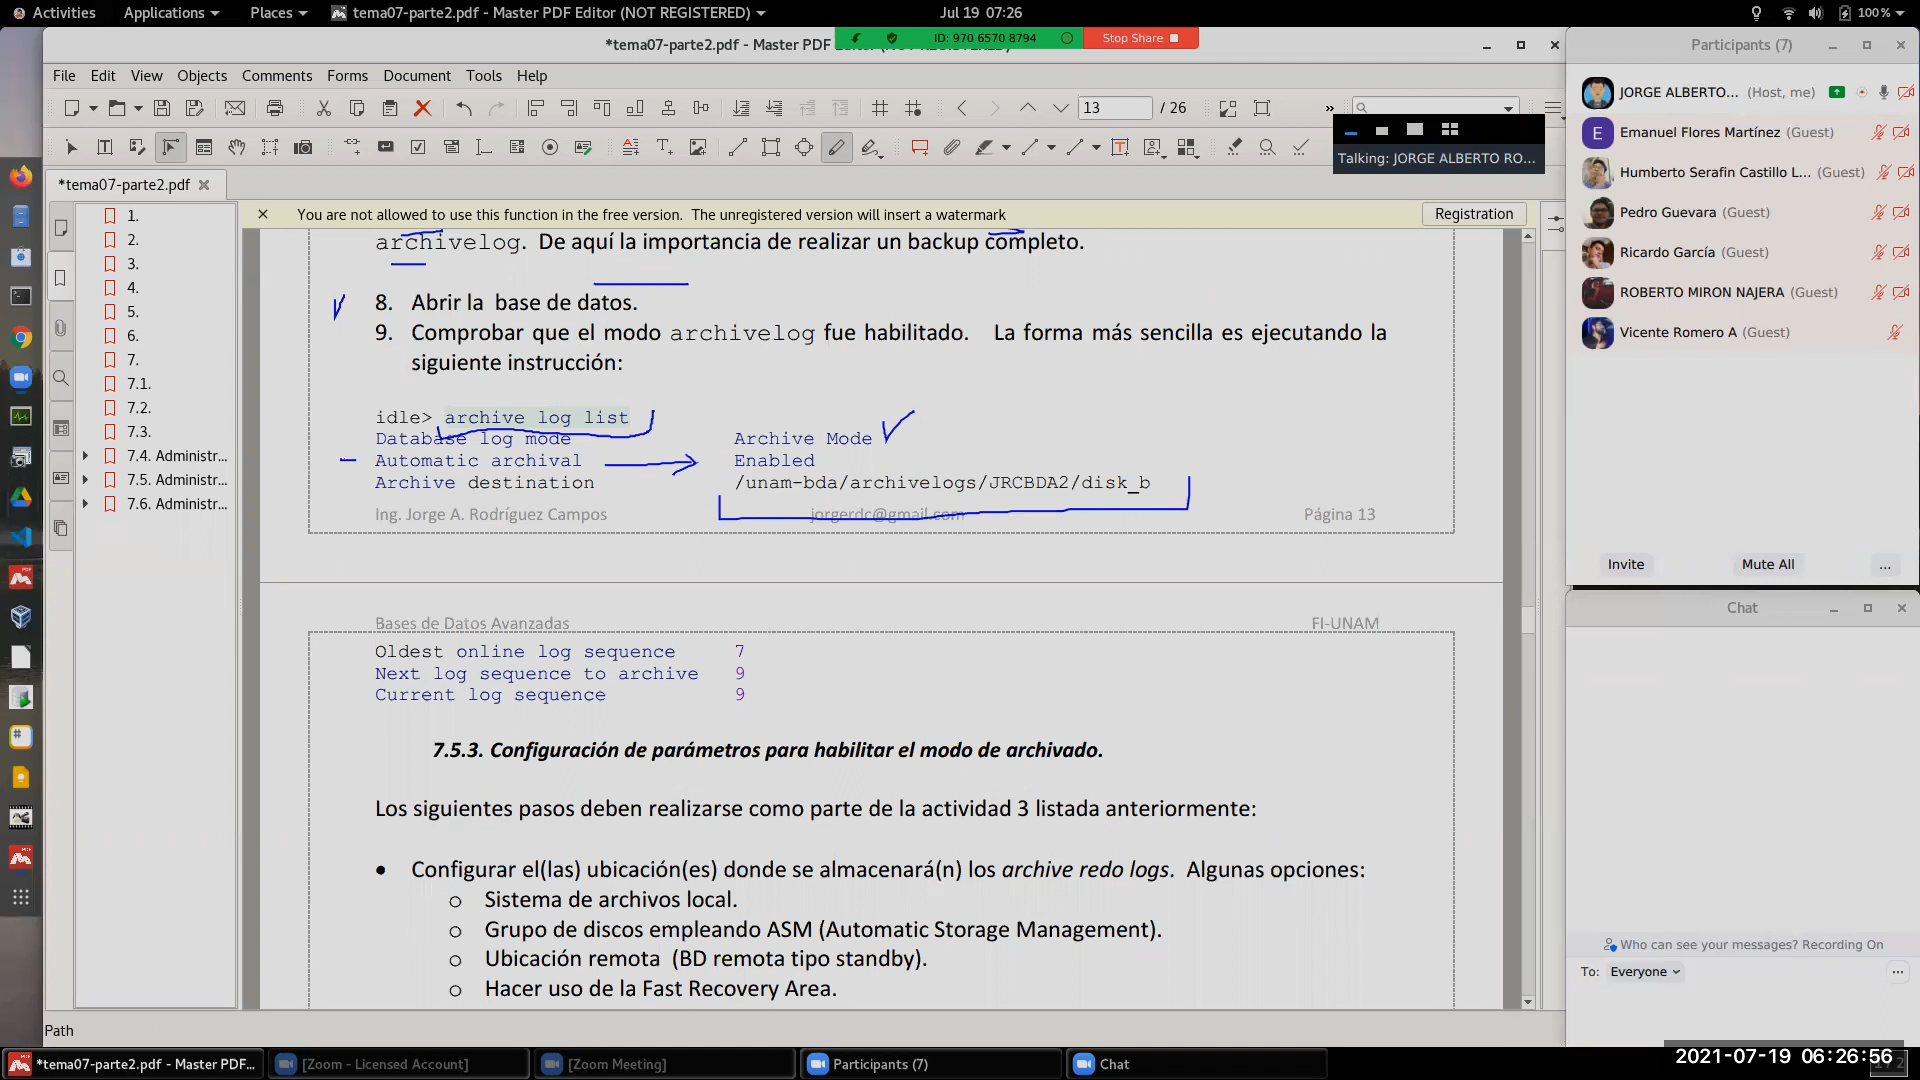 Activities
Applications
Places
tema07-parte2.pdf - Master PDF Editor (NOT REGISTERED)
Jul 19 07:26
100%
*tema07-parte2.pdf - Master PDF
ID: 970 6570 8794
Stop Share
File Edit View Objects Comments Forms Document Tools Help
13 / 26
Talking: JORGE ALBERTO RO...
*tema07-parte2.pdf
You are not allowed to use this function in the free version. The unregistered version will insert a watermark
Registration
1.
2.
3.
4.
5.
6.
7.
7.1.
7.2.
7.3.
7.4. Administr...
7.5. Administr...
7.6. Administr...
archivelog. De aquí la importancia de realizar un backup completo.
8. Abrir la base de datos.
9. Comprobar que el modo archivelog fue habilitado. La forma más sencilla es ejecutando la
siguiente instrucción:
idle> archive log list
Database log mode Archive Mode
Automatic archival Enabled
Archive destination /unam-bda/archivelogs/JRCBDA2/disk_b
Ing. Jorge A. Rodríguez Campos jorgerdc@gmail.com Página 13
Bases de Datos Avanzadas FI-UNAM
Oldest online log sequence 7
Next log sequence to archive 9
Current log sequence 9
7.5.3. Configuración de parámetros para habilitar el modo de archivado.
Los siguientes pasos deben realizarse como parte de la actividad 3 listada anteriormente:
• Configurar el(las) ubicación(es) donde se almacenará(n) los archive redo logs. Algunas opciones:
o Sistema de archivos local.
o Grupo de discos empleando ASM (Automatic Storage Management).
o Ubicación remota (BD remota tipo standby).
o Hacer uso de la Fast Recovery Area.
Path
Participants (7)
JORGE ALBERTO... (Host, me)
E Emanuel Flores Martínez (Guest)
Humberto Serafin Castillo L... (Guest)
Pedro Guevara (Guest)
Ricardo García (Guest)
ROBERTO MIRON NAJERA (Guest)
Vicente Romero A (Guest)
Invite
Mute All
...
Chat
Who can see your messages? Recording On
To: Everyone
*tema07-parte2.pdf - Master PDF...
[Zoom - Licensed Account]
[Zoom Meeting]
Participants (7)
Chat
2021-07-19 06:26:56